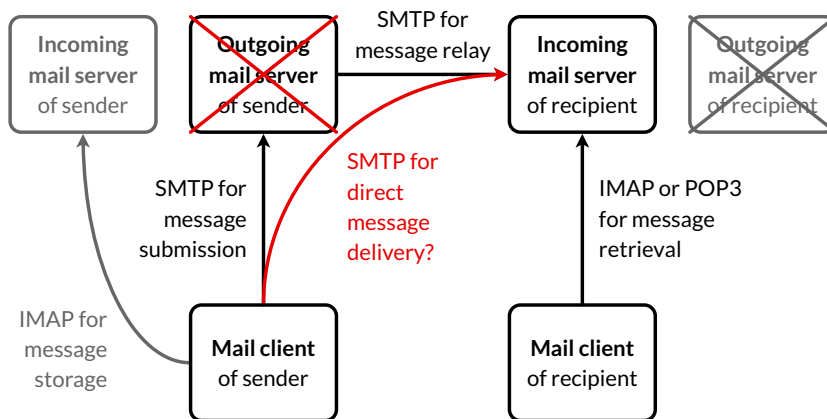 Incoming
mail server
of sender
Outgoing
mail server
of sender
SMTP for
message relay
Incoming
mail server
of recipient
Outgoing
mail server
of recipient
SMTP for
message
submission
SMTP for
direct
message
delivery?
IMAP or POP3
for message
retrieval
IMAP for
message
storage
Mail client
of sender
Mail client
of recipient